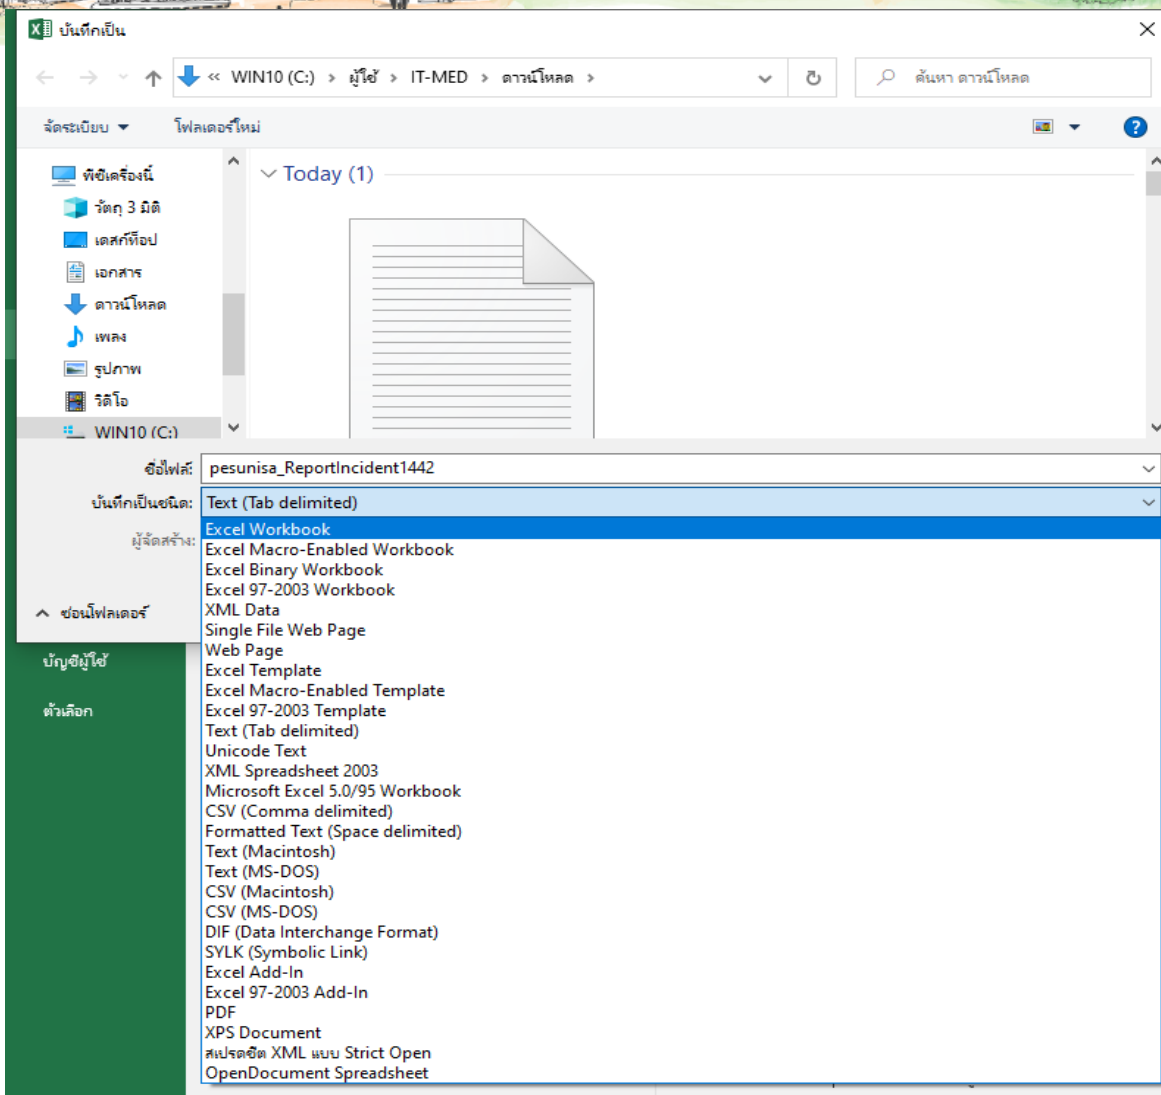 บันทึกเป็น
« WIN10 (C:) › ผู้ใช้ › IT-MED › ดาวน์โหลด ›
ค้นหา ดาวน์โหลด
จัดระเบียบ
โฟลเดอร์ใหม่
พีซีเครื่องนี้
วัตถุ 3 มิติ
เดสก์ท็อป
เอกสาร
ดาวน์โหลด
เพลง
รูปภาพ
วิดีโอ
WIN10 (C:)
Today (1)
ชื่อไฟล์: pesunisa_ReportIncident1442
บันทึกเป็นชนิด: Text (Tab delimited)
ผู้จัดสร้าง:
ซ่อนโฟลเดอร์
บัญชีผู้ใช้
ตัวเลือก
Excel Workbook
Excel Macro-Enabled Workbook
Excel Binary Workbook
Excel 97-2003 Workbook
XML Data
Single File Web Page
Web Page
Excel Template
Excel Macro-Enabled Template
Excel 97-2003 Template
Text (Tab delimited)
Unicode Text
XML Spreadsheet 2003
Microsoft Excel 5.0/95 Workbook
CSV (Comma delimited)
Formatted Text (Space delimited)
Text (Macintosh)
Text (MS-DOS)
CSV (Macintosh)
CSV (MS-DOS)
DIF (Data Interchange Format)
SYLK (Symbolic Link)
Excel Add-In
Excel 97-2003 Add-In
PDF
XPS Document
สเปรดชีต XML แบบ Strict Open
OpenDocument Spreadsheet